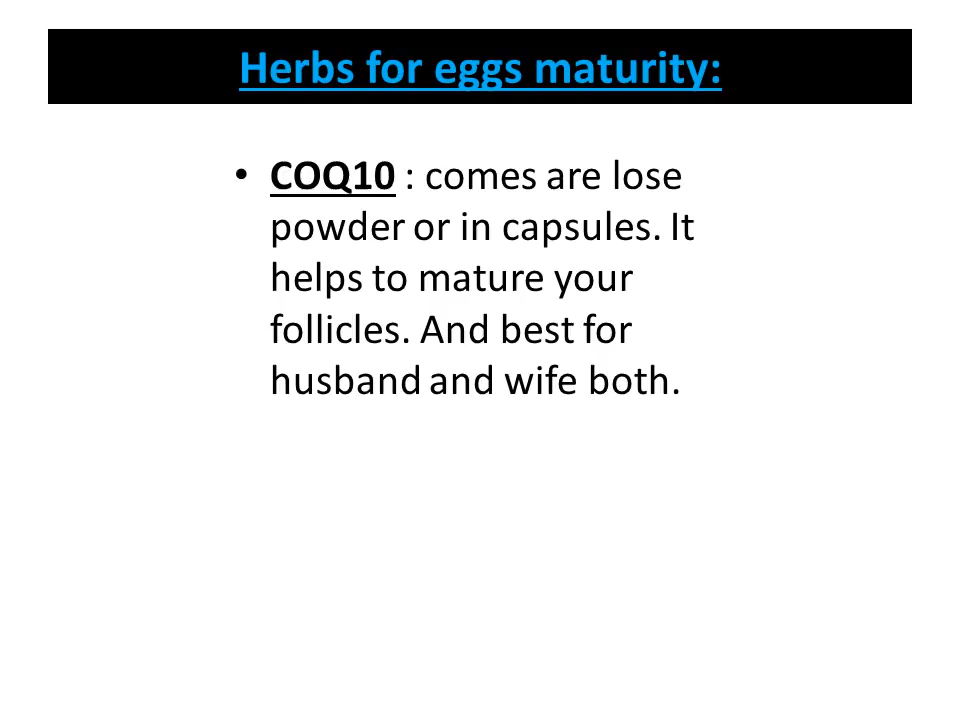 Herbs for eggs maturity:
• COQ10 : comes are lose
powder or in capsules. It
helps to mature your
follicles. And best for
husband and wife both.